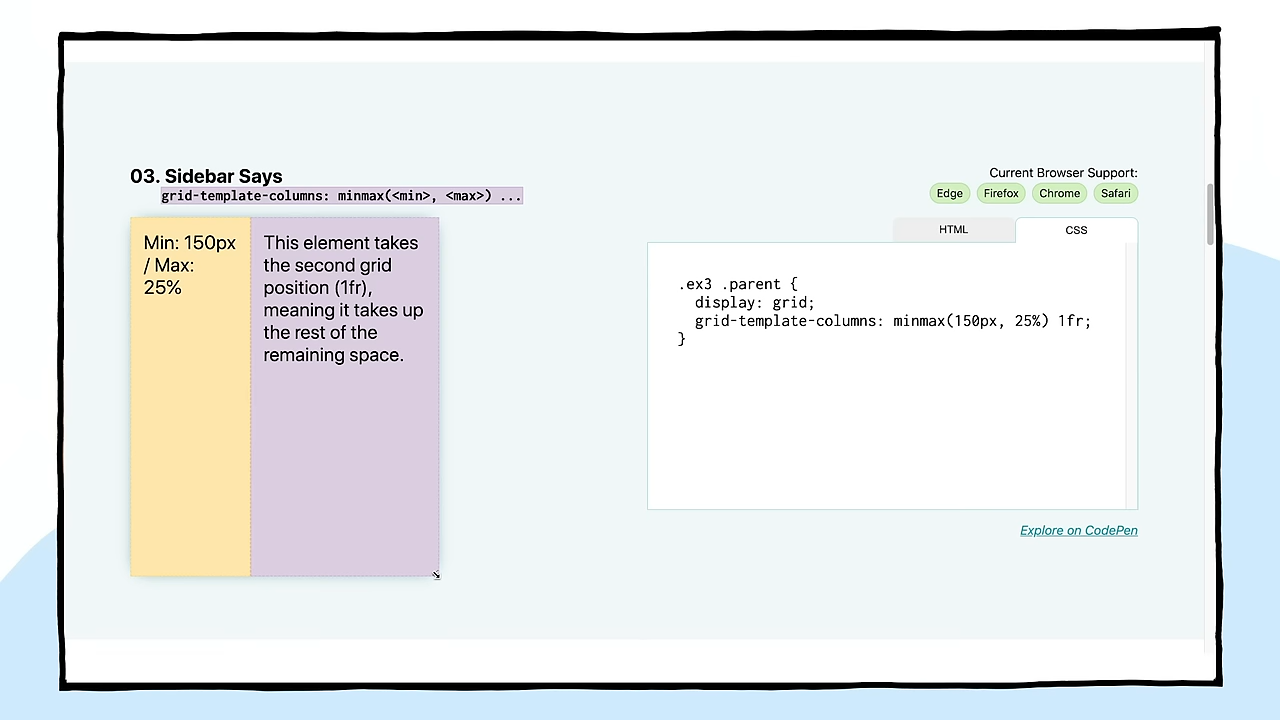 03. Sidebar Says
grid-template-columns: minmax(<min>, <max>) ...
Min: 150px
/ Max:
25%
This element takes
the second grid
position (1fr),
meaning it takes up
the rest of the
remaining space.
Current Browser Support:
Edge Firefox Chrome Safari
HTML CSS
.ex3 .parent {
  display: grid;
  grid-template-columns: minmax(150px, 25%) 1fr;
}
Explore on CodePen